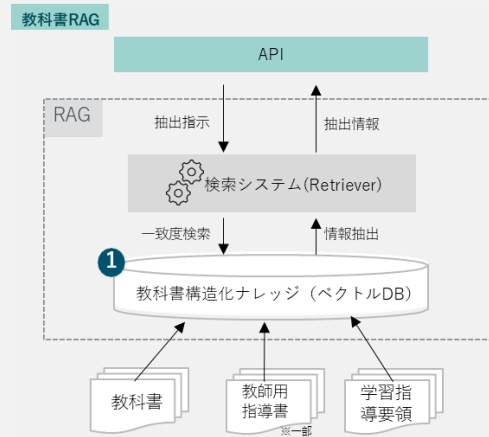 教科書RAG
API
RAG
抽出指示
抽出情報
検索システム(Retriever)
一致度検索
情報抽出
1
教科書構造化ナレッジ（ベクトルDB）
教科書
教師用
指導書
※一部
学習指
導要領